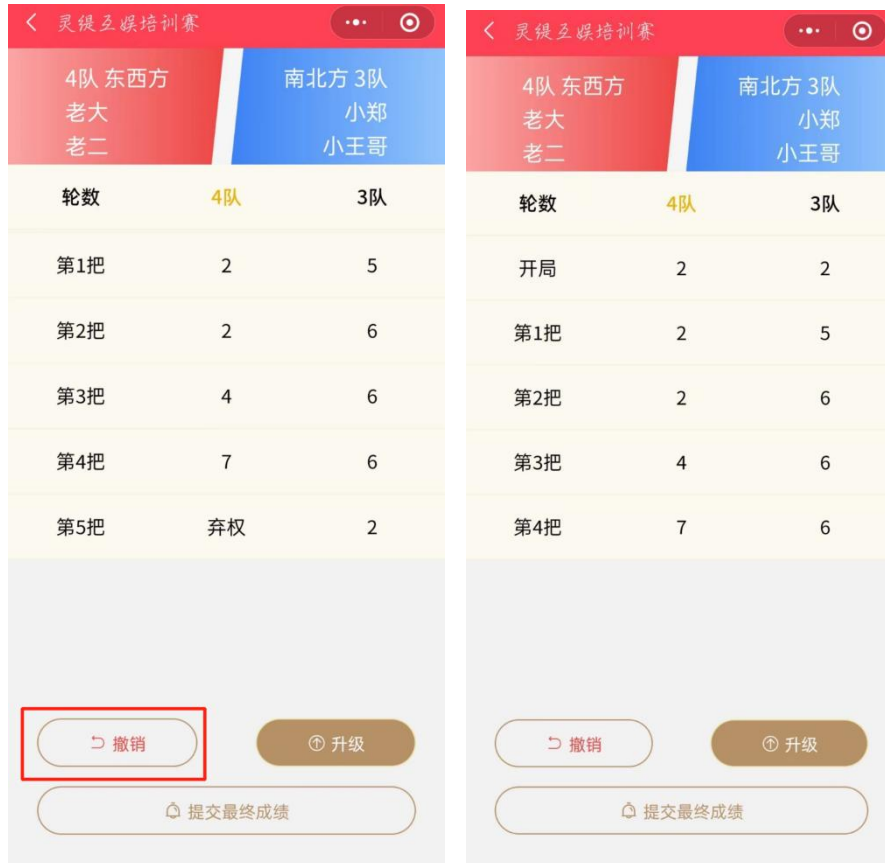 灵缇互娱培训赛
4队 东西方 南北方 3队
老大 小郑
老二 小王哥
轮数 4队 3队
第1把 2 5
第2把 2 6
第3把 4 6
第4把 7 6
第5把 弃权 2
撤销 升级
提交最终成绩
灵缇互娱培训赛
4队 东西方 南北方 3队
老大 小郑
老二 小王哥
轮数 4队 3队
开局 2 2
第1把 2 5
第2把 2 6
第3把 4 6
第4把 7 6
撤销 升级
提交最终成绩